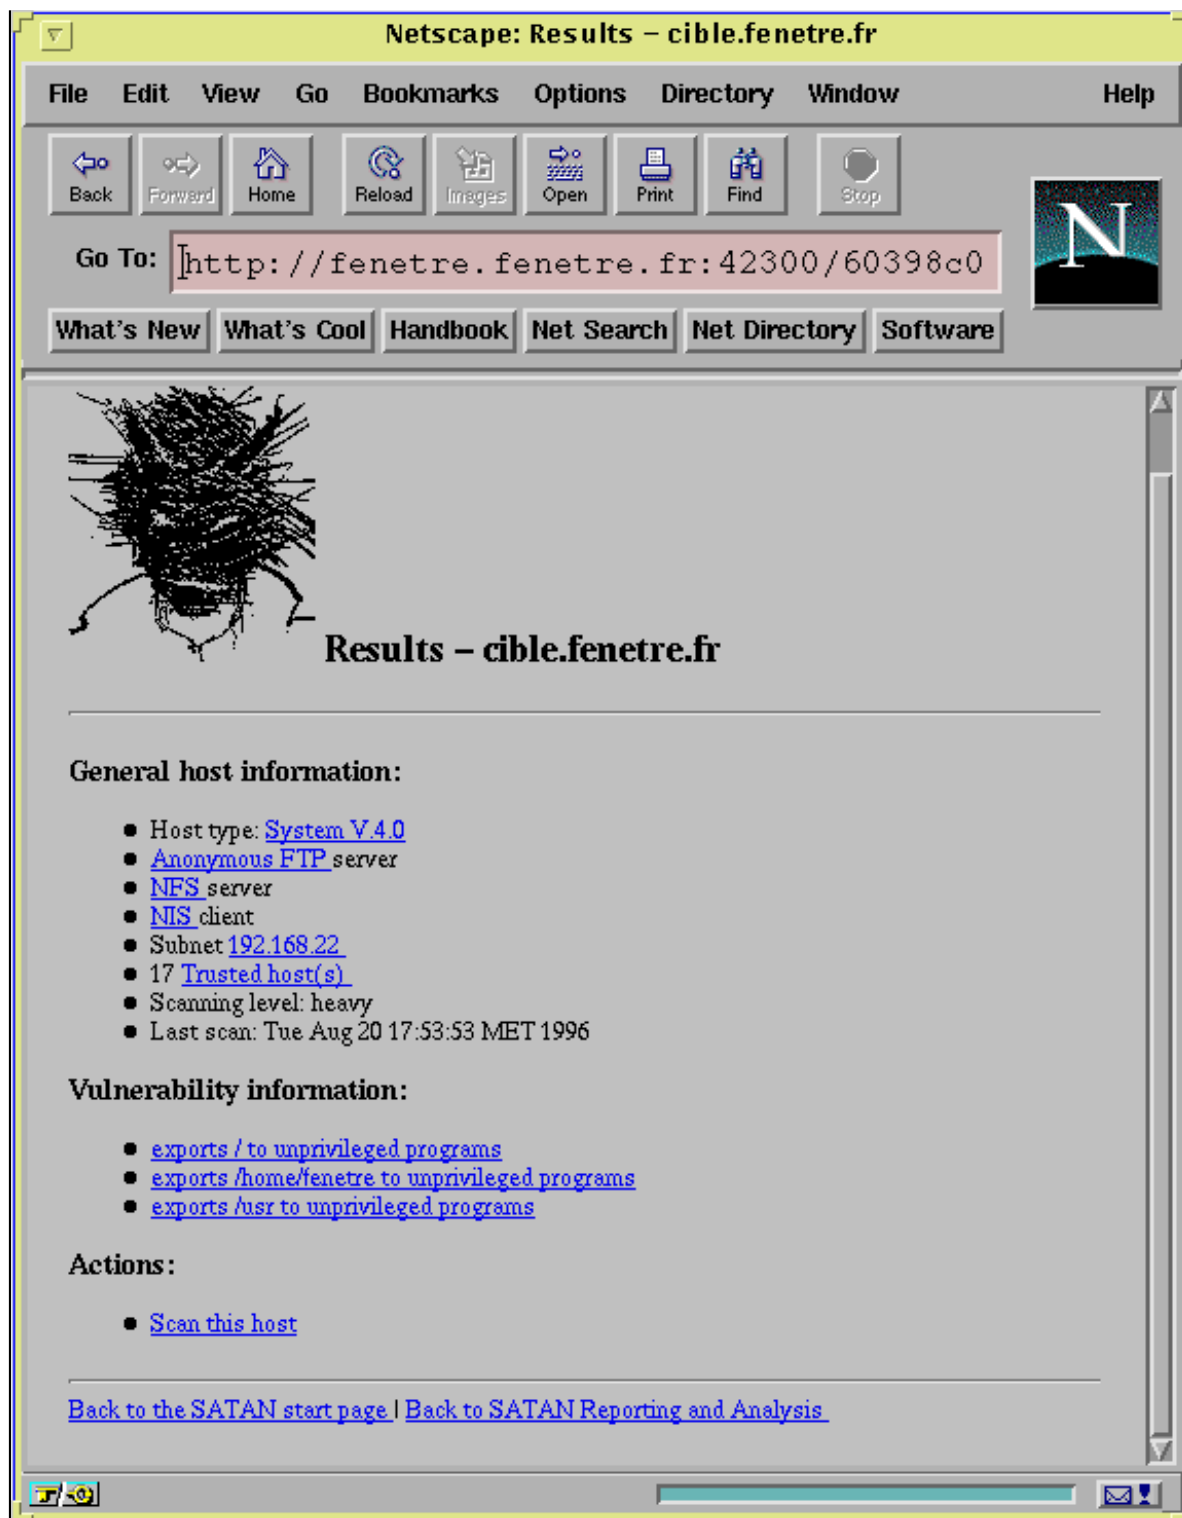 Netscape: Results – cible.fenetre.fr
File Edit View Go Bookmarks Options Directory Window Help
Back Forward Home Reload Images Open Print Find Stop
N
Go To: http://fenetre.fenetre.fr:42300/60398c0
What's New What's Cool Handbook Net Search Net Directory Software
Results – cible.fenetre.fr
General host information:
Host type: System V.4.0
Anonymous FTP server
NFS server
NIS client
Subnet 192.168.22
17 Trusted host(s)
Scanning level: heavy
Last scan: Tue Aug 20 17:53:53 MET 1996
Vulnerability information:
exports / to unprivileged programs
exports /home/fenetre to unprivileged programs
exports /usr to unprivileged programs
Actions:
Scan this host
Back to the SATAN start page | Back to SATAN Reporting and Analysis